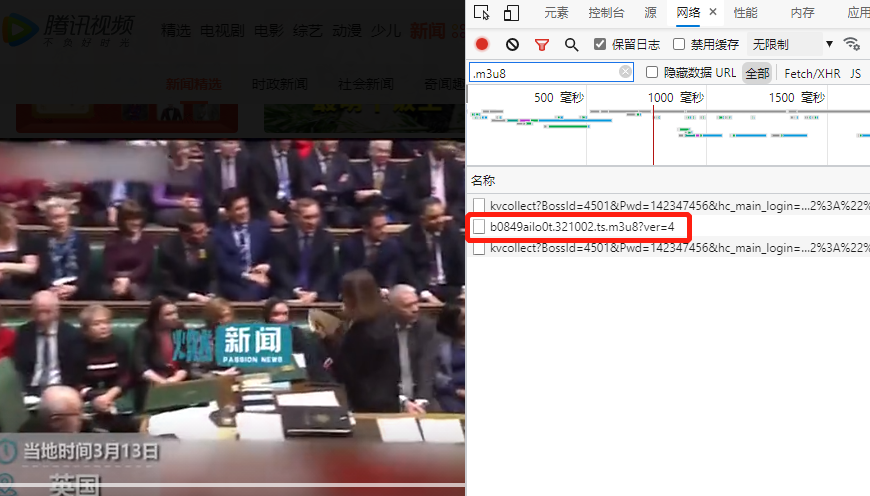 腾讯视频
不负好时光
精选 电视剧 电影 综艺 动漫 少儿 新闻
新闻精选 时政新闻 社会新闻 奇闻趣
火热 新闻
PASSION NEWS
当地时间3月13日
英国
元素 控制台 源 网络 × 性能 内存 应用
保留日志 禁用缓存 无限制
.m3u8 隐藏数据 URL 全部 Fetch/XHR JS
500 毫秒 1000 毫秒 1500 毫秒
名称
kvcollect?BossId=4501&Pwd=142347456&hc_main_login=...2%3A%22%
b0849ailo0t.321002.ts.m3u8?ver=4
kvcollect?BossId=4501&Pwd=142347456&hc_main_login=...2%3A%22%